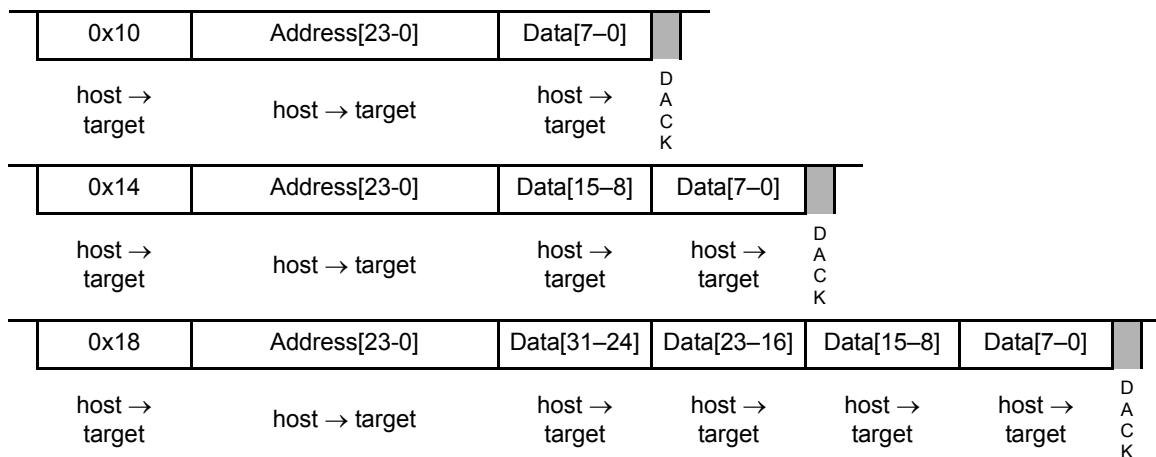 0x10 Address[23-0] Data[7–0]
host → target host → target host → target DACK
0x14 Address[23-0] Data[15–8] Data[7–0]
host → target host → target host → target host → target DACK
0x18 Address[23-0] Data[31–24] Data[23–16] Data[15–8] Data[7–0]
host → target host → target host → target host → target host → target host → target DACK